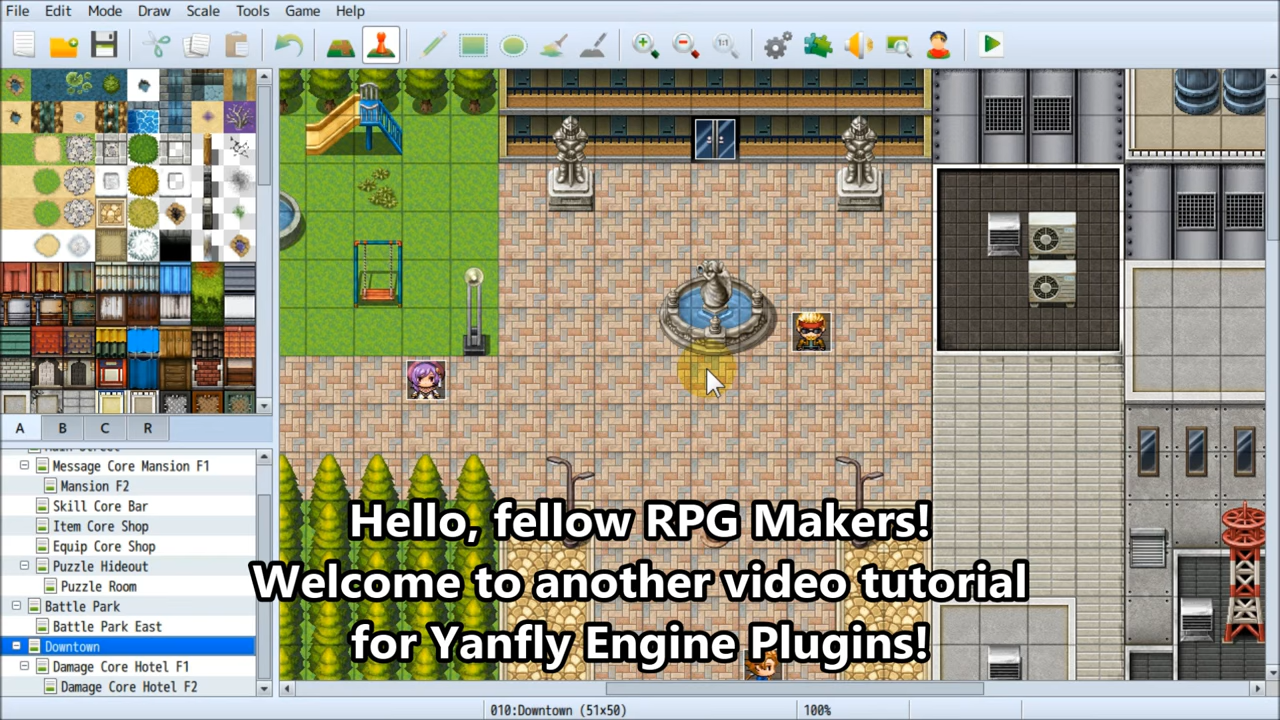 File Edit Mode Draw Scale Tools Game Help
1:1
A B C R
Message Core Mansion F1
Mansion F2
Skill Core Bar
Item Core Shop
Equip Core Shop
Puzzle Hideout
Puzzle Room
Battle Park
Battle Park East
Downtown
Damage Core Hotel F1
Damage Core Hotel F2
Hello, fellow RPG Makers!
Welcome to another video tutorial
for Yanfly Engine Plugins!
010:Downtown (51x50) 100%